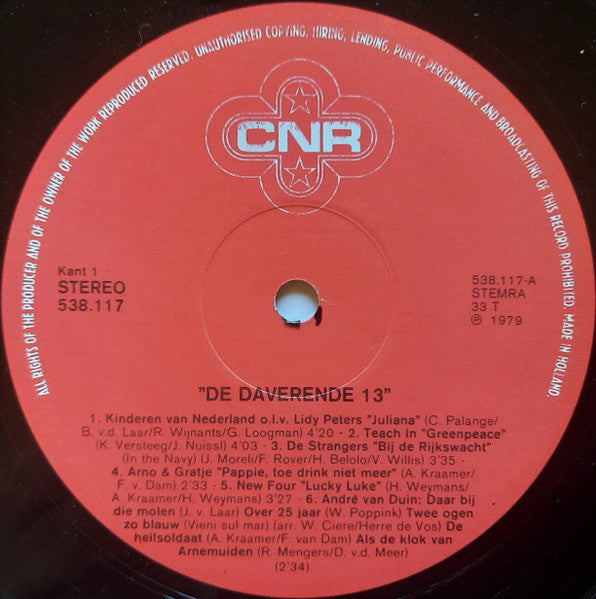 ALL RIGHTS OF THE PRODUCER AND OF THE OWNER OF THE WORK REPRODUCED RESERVED. UNAUTHORISED COPYING, HIRING, LENDING, PUBLIC PERFORMANCE AND BROADCASTING OF THIS RECORD PROHIBITED. MADE IN HOLLAND.
CNR
Kant 1
STEREO
538.117
538.117-A
STEMRA
33 T
℗ 1979
"DE DAVERENDE 13"
1. Kinderen van Nederland o.l.v. Lidy Peters "Juliana" (C. Palange/
B. v.d. Laar/R. Wijnants/G. Loogman) 4'20 - 2. Teach In "Greenpeace"
(K. Versteeg/J. Nuissl) 4'03 - 3. De Strangers "Bij de Rijkswacht"
(In the Navy) (J. Moreli/F. Rover/H. Belolo/V. Willis) 3'35 -
4. Arno & Gratje "Pappie, toe drink niet meer" (A. Kraamer/
F. v. Dam) 2'33 - 5. New Four "Lucky Luke" (H. Weymans/
A. Kraamer/H. Weymans) 3'27 - 6. André van Duin: Daar bij
die molen (J. v. Laar) Over 25 jaar (W. Poppink) Twee ogen
zo blauw (Vieni sul mar) (arr. W. Ciere/Herre de Vos) De
heilsoldaat (A. Kraamer/F. van Dam) Als de klok van
Arnemuiden (R. Mengers/D. v.d. Meer)
(2'34)